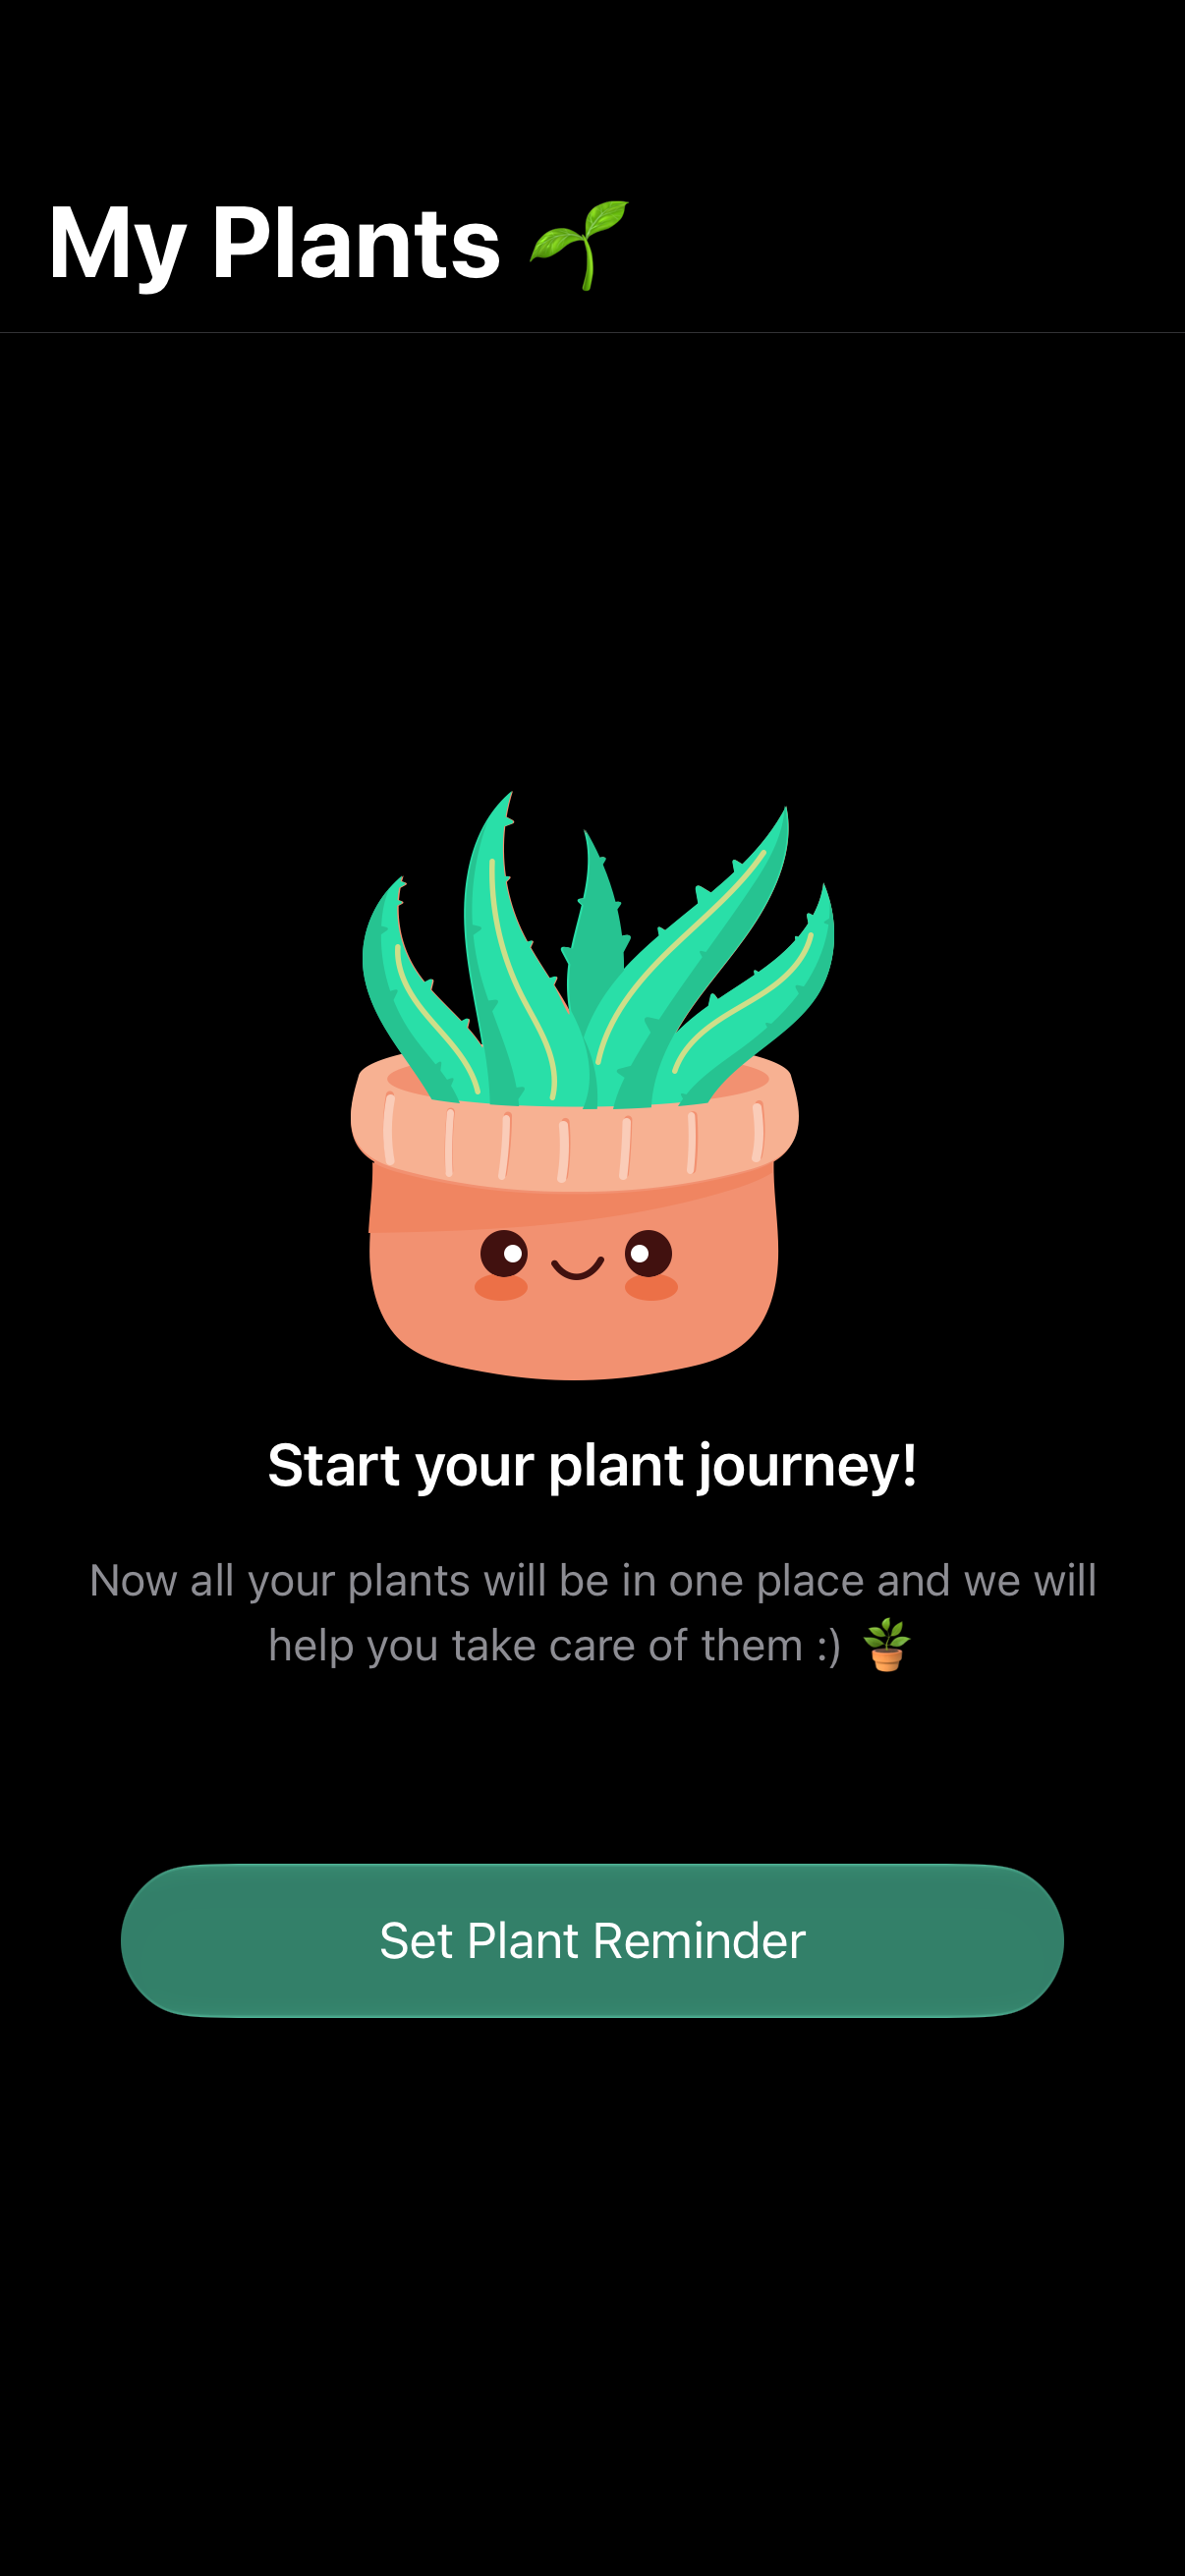 My Plants 🌱
Start your plant journey!
Now all your plants will be in one place and we will
help you take care of them :) 🪴
Set Plant Reminder